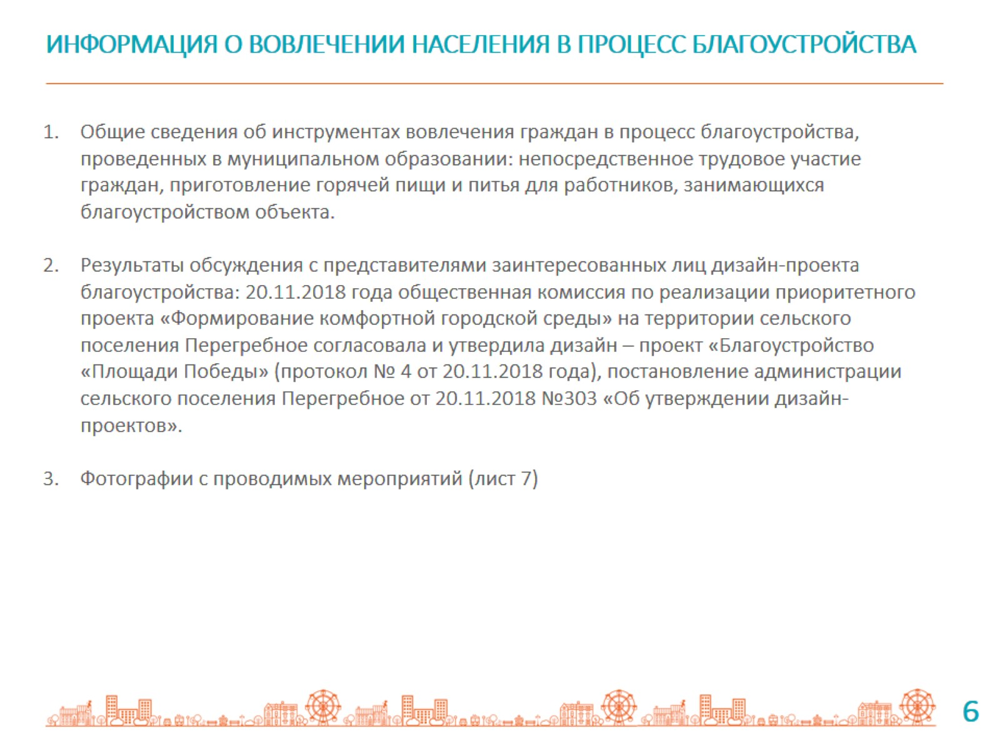 ИНФОРМАЦИЯ О ВОВЛЕЧЕНИИ НАСЕЛЕНИЯ В ПРОЦЕСС БЛАГОУСТРОЙСТВА
1. Общие сведения об инструментах вовлечения граждан в процесс благоустройства,
проведенных в муниципальном образовании: непосредственное трудовое участие
граждан, приготовление горячей пищи и питья для работников, занимающихся
благоустройством объекта.
2. Результаты обсуждения с представителями заинтересованных лиц дизайн-проекта
благоустройства: 20.11.2018 года общественная комиссия по реализации приоритетного
проекта «Формирование комфортной городской среды» на территории сельского
поселения Перегребное согласовала и утвердила дизайн – проект «Благоустройство
«Площади Победы» (протокол № 4 от 20.11.2018 года), постановление администрации
сельского поселения Перегребное от 20.11.2018 №303 «Об утверждении дизайн-
проектов».
3. Фотографии с проводимых мероприятий (лист 7)
6